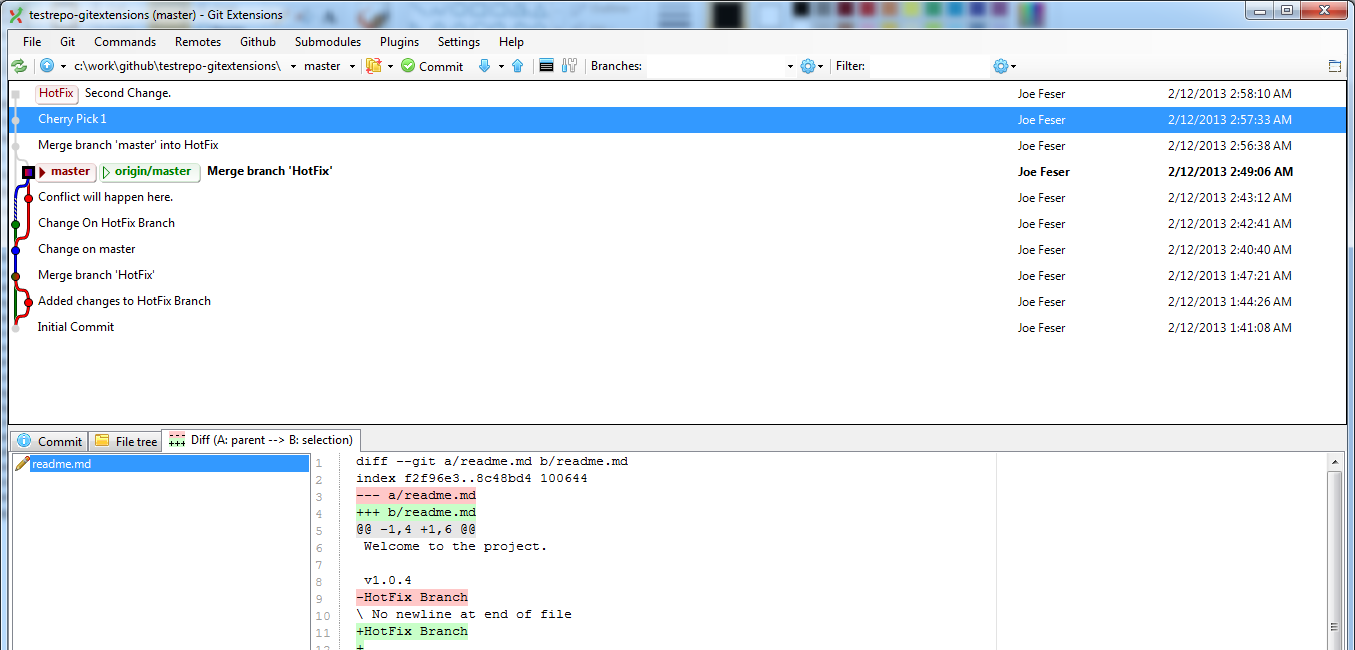 testrepo-gitextensions (master) - Git Extensions
File Git Commands Remotes Github Submodules Plugins Settings Help
c:\work\github\testrepo-gitextensions\ master Commit Branches: Filter:
HotFix Second Change. Joe Feser 2/12/2013 2:58:10 AM
Cherry Pick 1 Joe Feser 2/12/2013 2:57:33 AM
Merge branch 'master' into HotFix Joe Feser 2/12/2013 2:56:38 AM
master origin/master Merge branch 'HotFix' Joe Feser 2/12/2013 2:49:06 AM
Conflict will happen here. Joe Feser 2/12/2013 2:43:12 AM
Change On HotFix Branch Joe Feser 2/12/2013 2:42:41 AM
Change on master Joe Feser 2/12/2013 2:40:40 AM
Merge branch 'HotFix' Joe Feser 2/12/2013 1:47:21 AM
Added changes to HotFix Branch Joe Feser 2/12/2013 1:44:26 AM
Initial Commit Joe Feser 2/12/2013 1:41:08 AM
Commit File tree Diff (A: parent --> B: selection)
readme.md
1 diff --git a/readme.md b/readme.md
2 index f2f96e3..8c48bd4 100644
3 --- a/readme.md
4 +++ b/readme.md
5 @@ -1,4 +1,6 @@
6 Welcome to the project.
7
8 v1.0.4
9 -HotFix Branch
10 \ No newline at end of file
11 +HotFix Branch
12 +